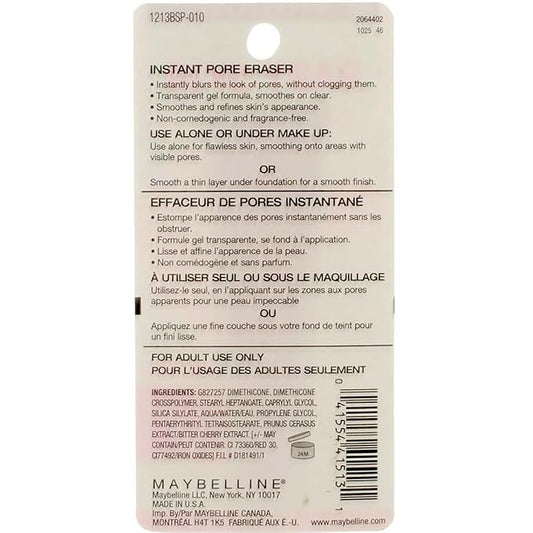 1213BSP-010
2064402
1025 46
INSTANT PORE ERASER
• Instantly blurs the look of pores, without clogging them.
• Transparent gel formula, smoothes on clear.
• Smoothes and refines skin's appearance.
• Non-comedogenic and fragrance-free.
USE ALONE OR UNDER MAKE UP:
Use alone for flawless skin, smoothing onto areas with
visible pores.
OR
Smooth a thin layer under foundation for a smooth finish.
EFFACEUR DE PORES INSTANTANÉ
• Estompe l'apparence des pores instantanément sans les
obstruer.
• Formule gel transparente, se fond à l'application.
• Lisse et affine l'apparence de la peau.
• Non comédogène et sans parfum.
À UTILISER SEUL OU SOUS LE MAQUILLAGE
Utilisez-le seul, en l'appliquant sur les zones aux pores
apparents pour une peau impeccable
OU
Appliquez une fine couche sous votre fond de teint pour
un fini lisse.
FOR ADULT USE ONLY
POUR L'USAGE DES ADULTES SEULEMENT
INGREDIENTS: G827257 DIMETHICONE, DIMETHICONE
CROSSPOLYMER, STEARYL HEPTANOATE, CAPRYLYL GLYCOL,
SILICA SILYLATE, AQUA/WATER/EAU, PROPYLENE GLYCOL,
PENTAERYTHRITYL TETRAISOSTEARATE, PRUNUS CERASUS
EXTRACT/BITTER CHERRY EXTRACT. [+/- MAY
CONTAIN/PEUT CONTENIR: CI 73360/RED 30,
CI77492/IRON OXIDES] F.I.L # D181491/1
24M
0 41554 41513 1
MAYBELLINE®
Maybelline LLC, New York, NY 10017
MADE IN U.S.A.
Imp. By/Par MAYBELLINE CANADA,
MONTRÉAL H4T 1K5 FABRIQUÉ AUX É.-U.
www.maybelline.com